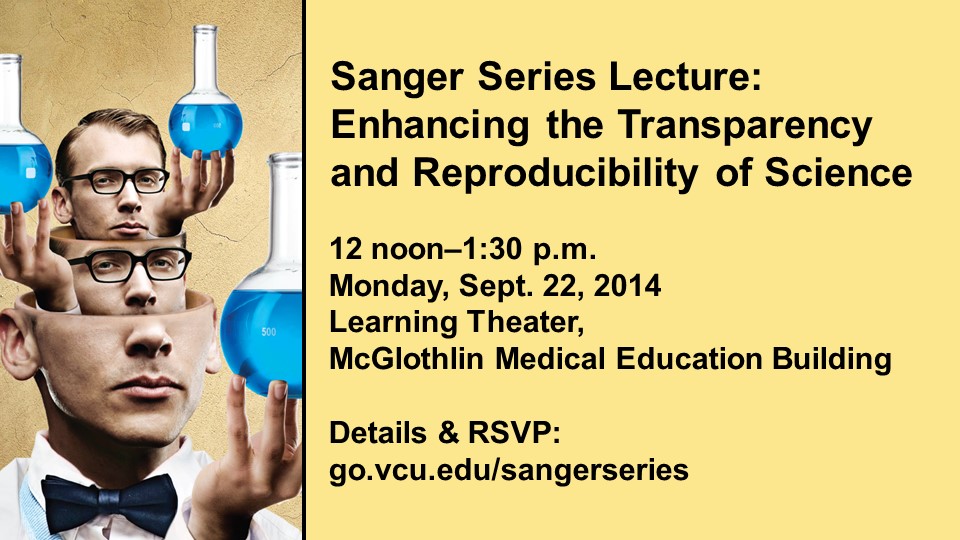 Sanger Series Lecture:
Enhancing the Transparency
and Reproducibility of Science
12 noon–1:30 p.m.
Monday, Sept. 22, 2014
Learning Theater,
McGlothlin Medical Education Building
Details & RSVP:
go.vcu.edu/sangerseries
500